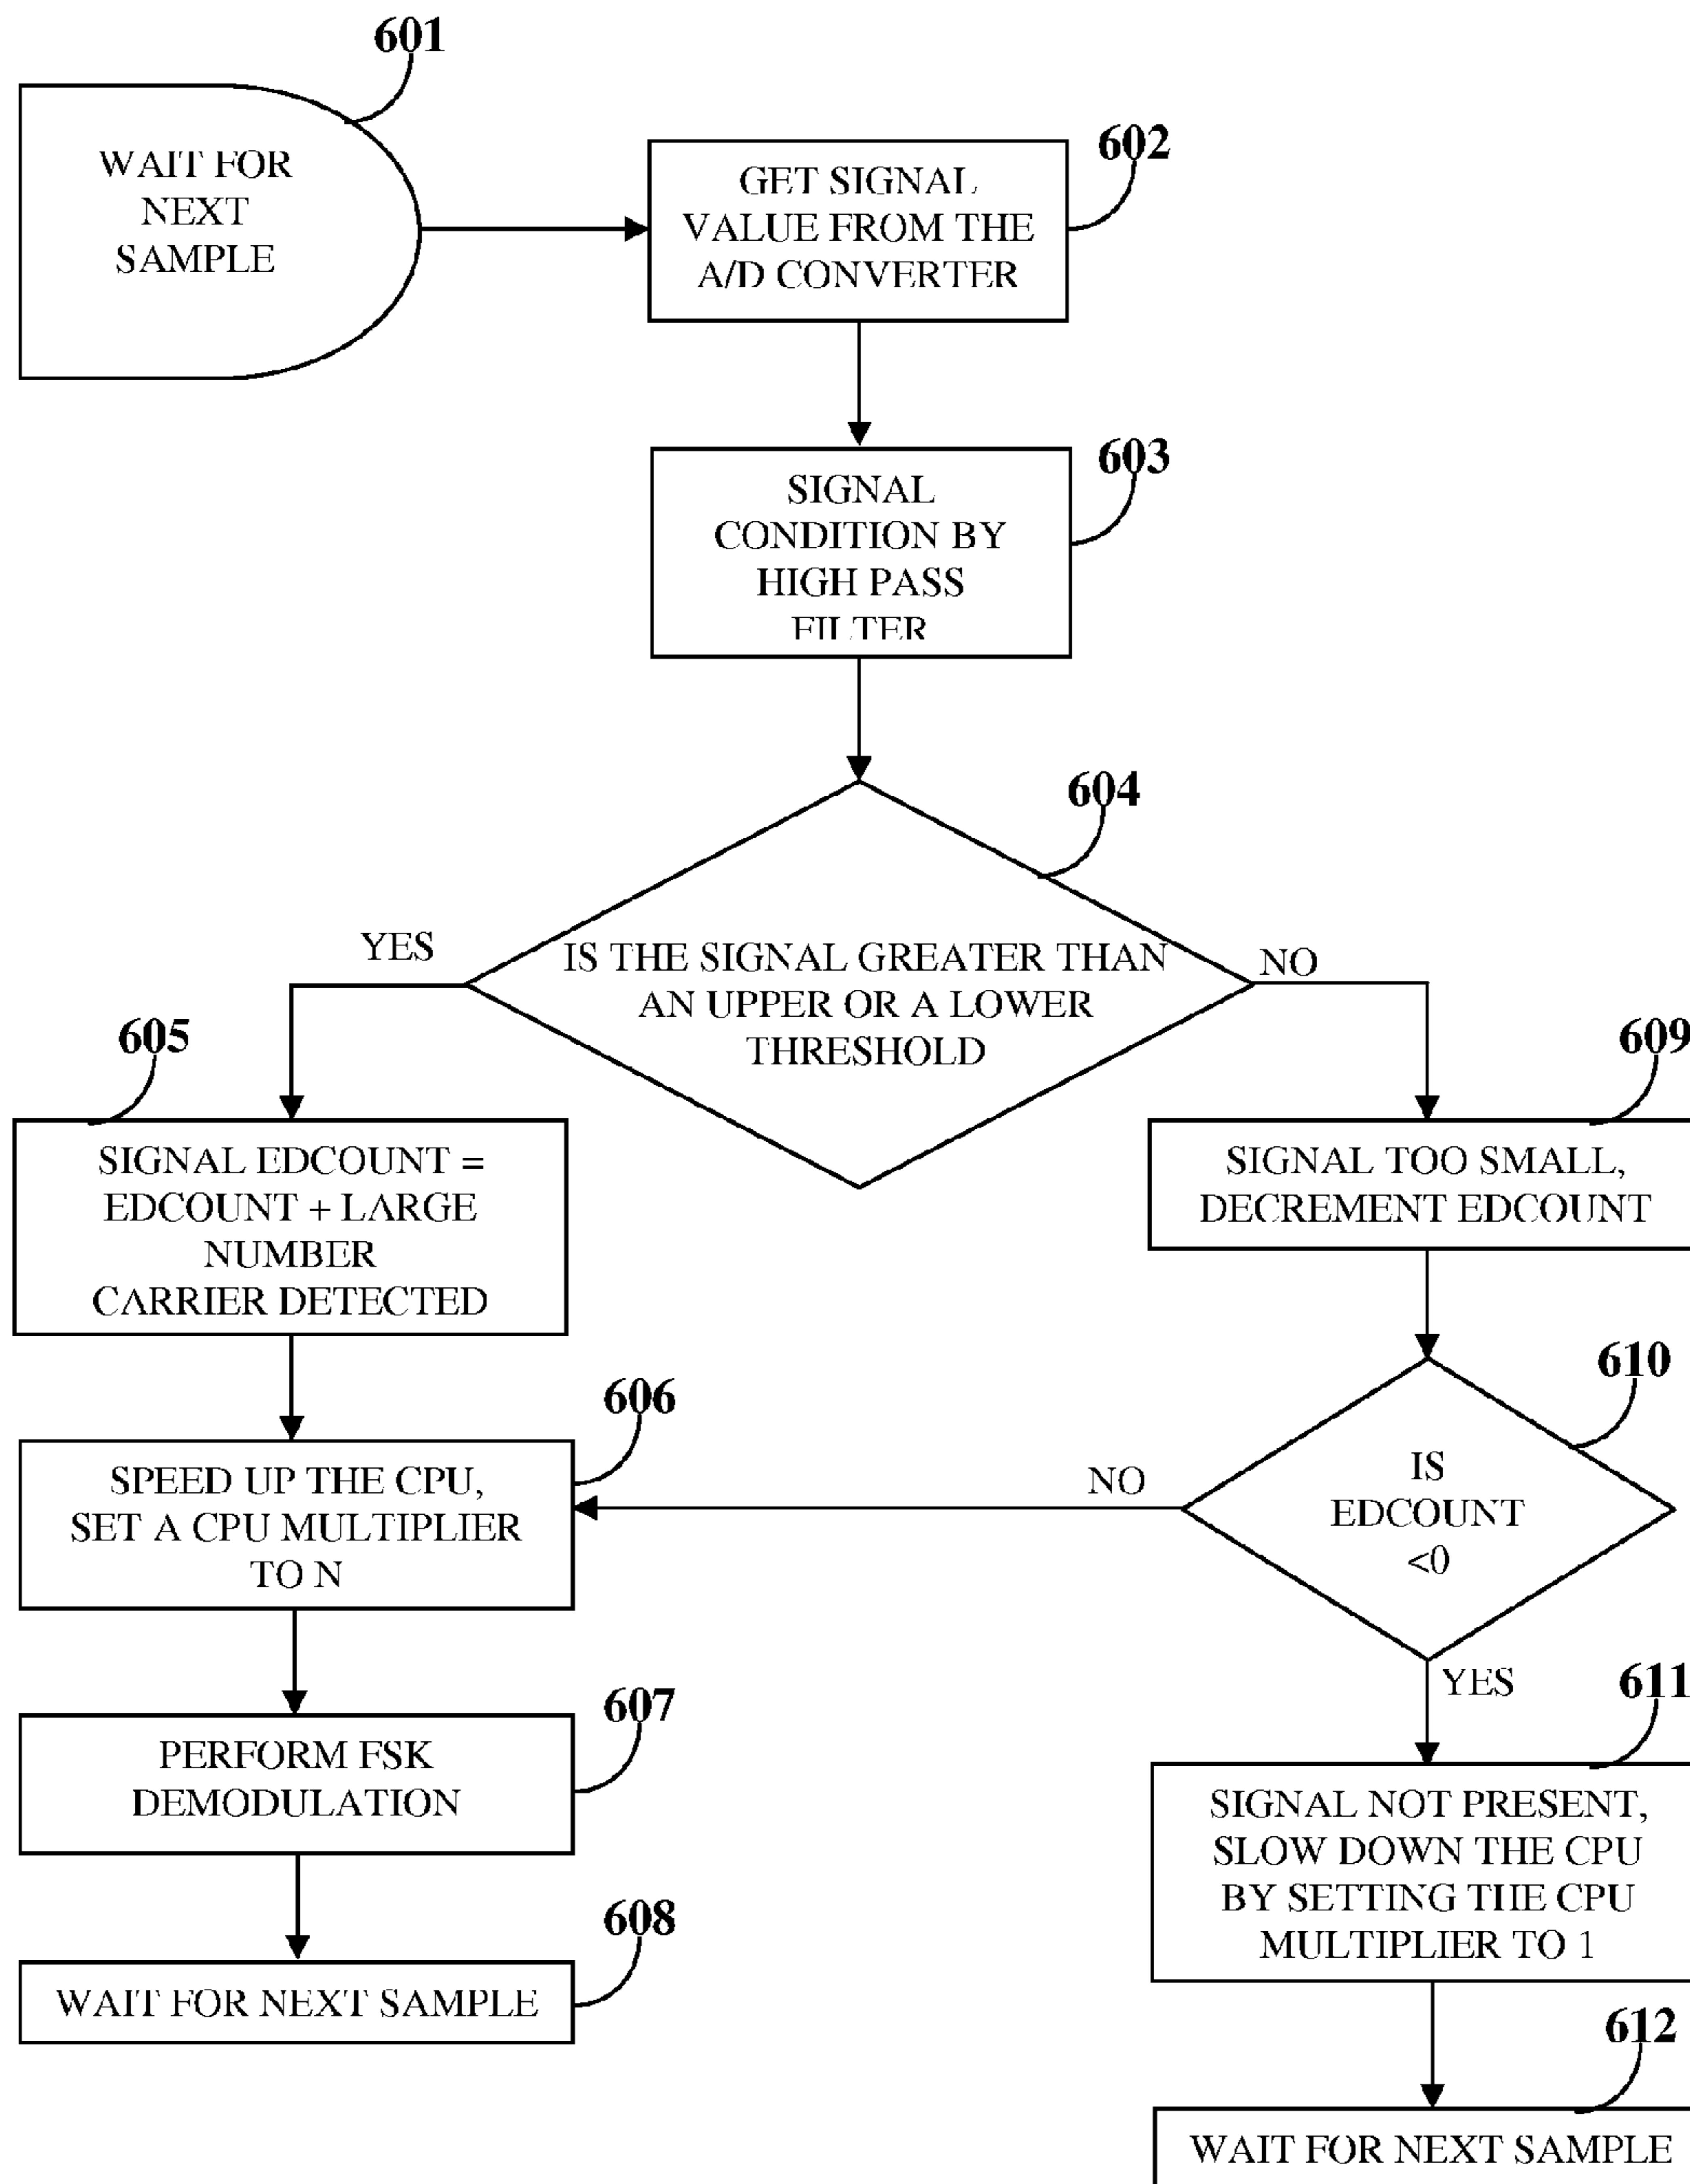 601
WAIT FOR
NEXT
SAMPLE
602
GET SIGNAL
VALUE FROM THE
A/D CONVERTER
603
SIGNAL
CONDITION BY
HIGH PASS
FILTER
604
IS THE SIGNAL GREATER THAN
AN UPPER OR A LOWER
THRESHOLD
YES
NO
605
SIGNAL EDCOUNT =
EDCOUNT + LARGE
NUMBER
CARRIER DETECTED
609
SIGNAL TOO SMALL,
DECREMENT EDCOUNT
606
SPEED UP THE CPU,
SET A CPU MULTIPLIER
TO N
610
IS
EDCOUNT
<0
NO
YES
607
PERFORM FSK
DEMODULATION
611
SIGNAL NOT PRESENT,
SLOW DOWN THE CPU
BY SETTING THE CPU
MULTIPLIER TO 1
608
WAIT FOR NEXT SAMPLE
612
WAIT FOR NEXT SAMPLE